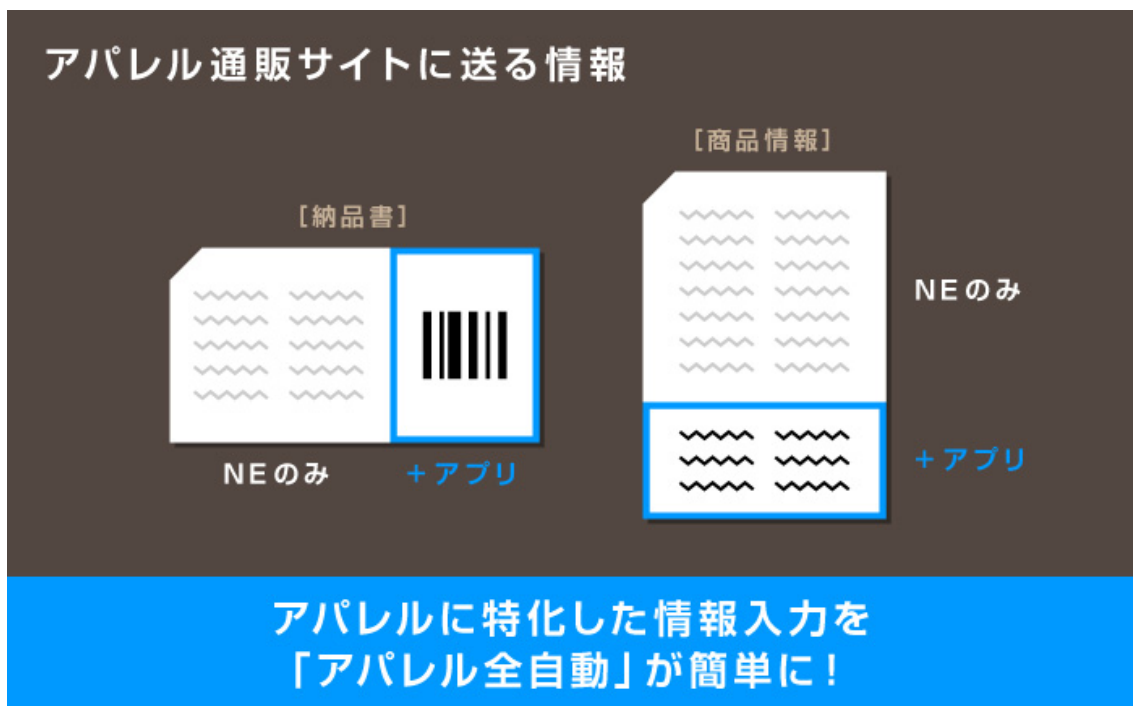 アパレル通販サイトに送る情報
[商品情報]
[納品書]
NEのみ
NEのみ
+アプリ
+アプリ
アパレルに特化した情報入力を
「アパレル全自動」が簡単に!